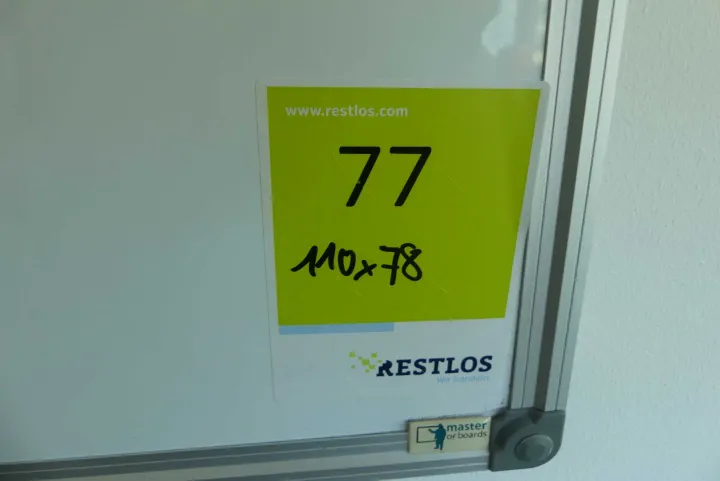 www.restlos.com
77
110x78
RESTLOS
master
of boards